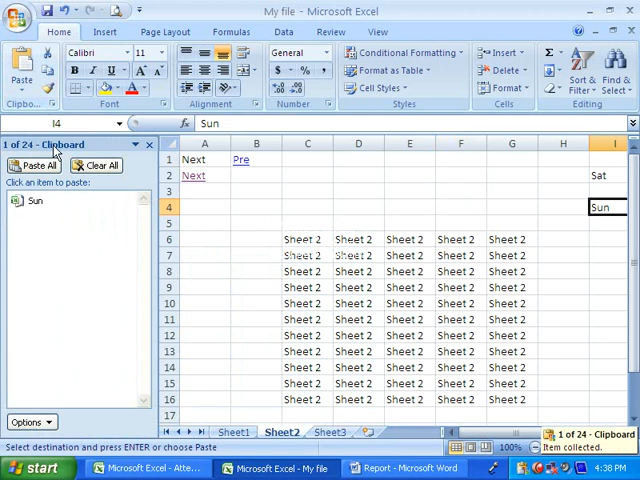 My file - Microsoft Excel
Home Insert Page Layout Formulas Data Review View
Calibri 11 General Conditional Formatting Insert Σ
Paste B I U A A $ % , Format as Table Delete Sort & Find &
Cell Styles Format Filter Select
Clipboa... Font Alignment Number Styles Cells Editing
I4 fx Sun
1 of 24 - Clipboard
Paste All Clear All
Click an item to paste:
Sun
Options
A B C D E F G H I
1 Next Pre
2 Next Sat
3
4 Sun
5
6 Sheet 2 Sheet 2 Sheet 2 Sheet 2 Sheet 2
7 Sheet 2 Sheet 2 Sheet 2 Sheet 2 Sheet 2
8 Sheet 2 Sheet 2 Sheet 2 Sheet 2 Sheet 2
9 Sheet 2 Sheet 2 Sheet 2 Sheet 2 Sheet 2
10 Sheet 2 Sheet 2 Sheet 2 Sheet 2 Sheet 2
11 Sheet 2 Sheet 2 Sheet 2 Sheet 2 Sheet 2
12 Sheet 2 Sheet 2 Sheet 2 Sheet 2 Sheet 2
13 Sheet 2 Sheet 2 Sheet 2 Sheet 2 Sheet 2
14 Sheet 2 Sheet 2 Sheet 2 Sheet 2 Sheet 2
15 Sheet 2 Sheet 2 Sheet 2 Sheet 2 Sheet 2
16 Sheet 2 Sheet 2 Sheet 2 Sheet 2 Sheet 2
17
Sheet1 Sheet2 Sheet3
Select destination and press ENTER or choose Paste 100%
1 of 24 - Clipboard
Item collected.
start Microsoft Excel - Atte... Microsoft Excel - My file Report - Microsoft Word 4:38 PM